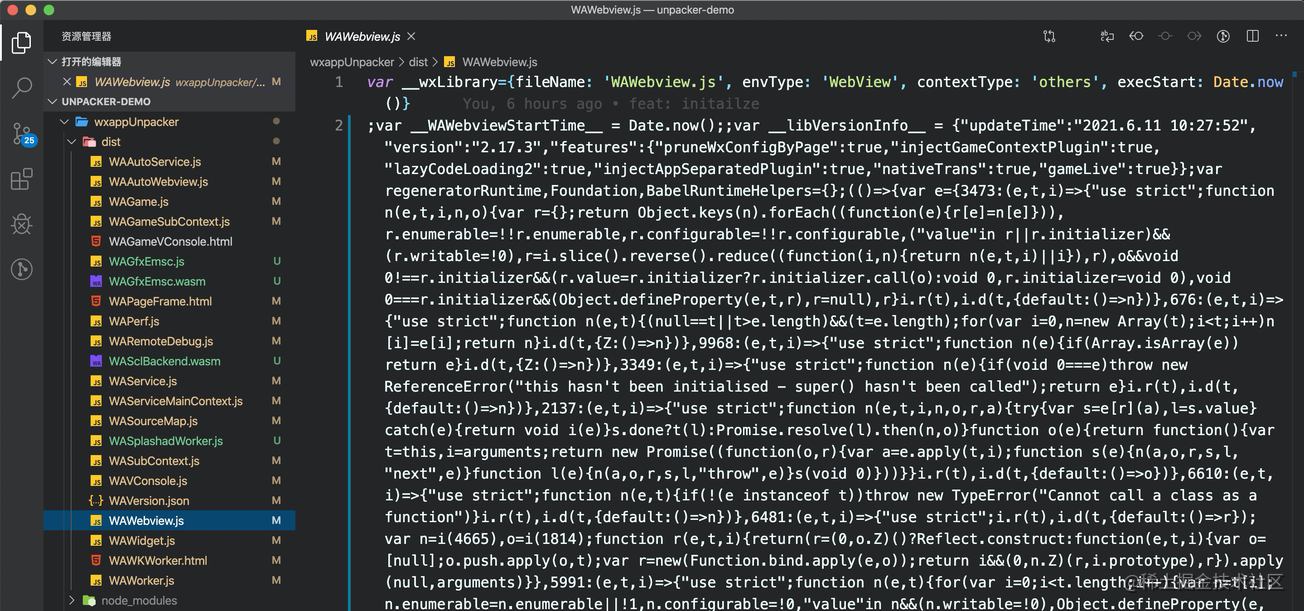 WAWebview.js — unpacker-demo
资源管理器
打开的编辑器
WAWebview.js wxappUnpacker/... M
25
UNPACKER-DEMO
wxappUnpacker
dist
WAAutoService.js M
WAAutoWebview.js M
WAGame.js M
WAGameSubContext.js M
WAGameVConsole.html
WAGfxEmsc.js U
WAGfxEmsc.wasm U
WAPageFrame.html M
WAPerf.js M
WARemoteDebug.js M
WASclBackend.wasm U
WAService.js M
WAServiceMainContext.js M
WASourceMap.js M
WASplashadWorker.js U
WASubContext.js M
WAVConsole.js M
WAVersion.json M
WAWebview.js M
WAWidget.js M
WAWKWorker.html M
WAWorker.js M
node_modules
WAWebview.js
wxappUnpacker > dist > WAWebview.js
1 var __wxLibrary={fileName: 'WAWebview.js', envType: 'WebView', contextType: 'others', execStart: Date.now
()} You, 6 hours ago • feat: initailze
2 ;var __WAWebviewStartTime__ = Date.now();;var __libVersionInfo__ = {"updateTime":"2021.6.11 10:27:52",
"version":"2.17.3","features":{"pruneWxConfigByPage":true,"injectGameContextPlugin":true,
"lazyCodeLoading2":true,"injectAppSeparatedPlugin":true,"nativeTrans":true,"gameLive":true}};var
regeneratorRuntime,Foundation,BabelRuntimeHelpers={};(()=>{var e={3473:(e,t,i)=>{"use strict";function
n(e,t,i,n,o){var r={};return Object.keys(n).forEach((function(e){r[e]=n[e]})),
r.enumerable=!!r.enumerable,r.configurable=!!r.configurable,("value"in r||r.initializer)&&
(r.writable=!0),r=i.slice().reverse().reduce((function(i,n){return n(e,t,i)||i}),r),o&&void
0!==r.initializer&&(r.value=r.initializer?r.initializer.call(o):void 0,r.initializer=void 0),void
0===r.initializer&&(Object.defineProperty(e,t,r),r=null),r}i.r(t),i.d(t,{default:()=>n})},676:(e,t,i)=>
{"use strict";function n(e,t){(null==t||t>e.length)&&(t=e.length);for(var i=0,n=new Array(t);i<t;i++)n
[i]=e[i];return n}i.d(t,{Z:()=>n})},9968:(e,t,i)=>{"use strict";function n(e){if(Array.isArray(e))
return e}i.d(t,{Z:()=>n})},3349:(e,t,i)=>{"use strict";function n(e){if(void 0===e)throw new
ReferenceError("this hasn't been initialised - super() hasn't been called");return e}i.r(t),i.d(t,
{default:()=>n})},2137:(e,t,i)=>{"use strict";function n(e,t,i,n,o,r,a){try{var s=e[r](a),l=s.value}
catch(e){return void i(e)}s.done?t(l):Promise.resolve(l).then(n,o)}function o(e){return function(){var
t=this,i=arguments;return new Promise((function(o,r){var a=e.apply(t,i);function s(e){n(a,o,r,s,l,
"next",e)}function l(e){n(a,o,r,s,l,"throw",e)}s(void 0)}))}}i.r(t),i.d(t,{default:()=>o})},6610:(e,t,
i)=>{"use strict";function n(e,t){if(!(e instanceof t))throw new TypeError("Cannot call a class as a
function")}i.r(t),i.d(t,{default:()=>n})},6481:(e,t,i)=>{"use strict";i.r(t),i.d(t,{default:()=>r});
var n=i(4665),o=i(1814);function r(e,t,i){return(r=(0,o.Z)()?Reflect.construct:function(e,t,i){var o=
[null];o.push.apply(o,t);var r=new(Function.bind.apply(e,o));return i&&(0,n.Z)(r,i.prototype),r}).apply
(null,arguments)}},5991:(e,t,i)=>{"use strict";function n(e,t){for(var i=0;i<t.length;i++){var n=t[i];
n.enumerable=n.enumerable||!1,n.configurable=!0,"value"in n&&(n.writable=!0),Object.defineProperty(e,
@稀土掘金技术社区